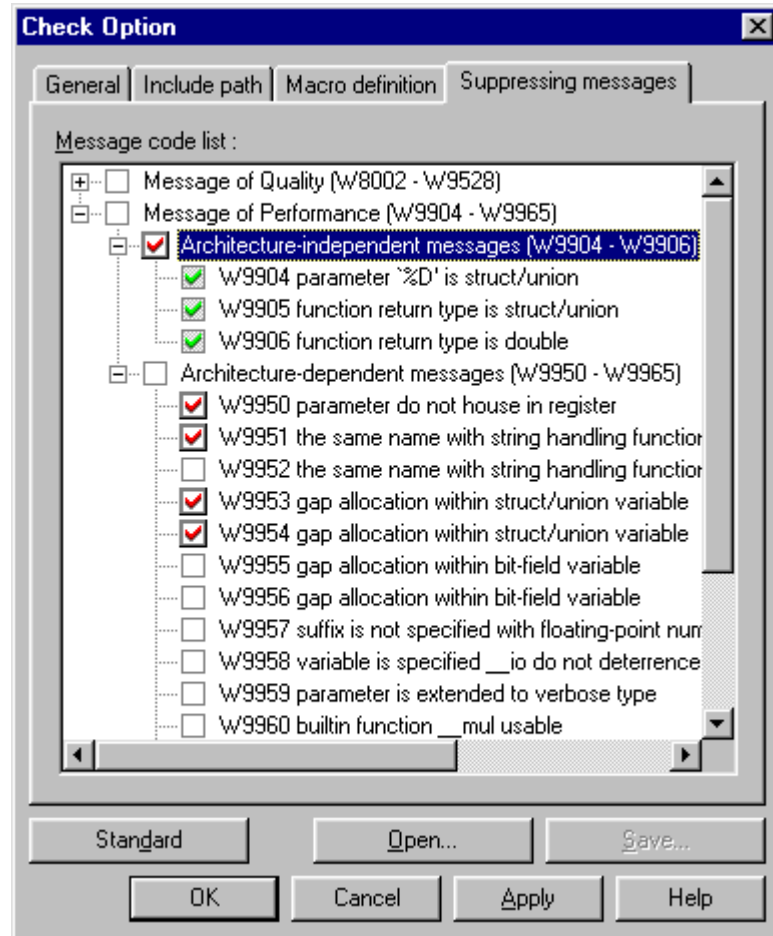 Check Option
General Include path Macro definition Suppressing messages
Message code list :
Message of Quality (W8002 - W9528)
Message of Performance (W9904 - W9965)
Architecture-independent messages (W9904 - W9906)
W9904 parameter `%D' is struct/union
W9905 function return type is struct/union
W9906 function return type is double
Architecture-dependent messages (W9950 - W9965)
W9950 parameter do not house in register
W9951 the same name with string handling function
W9952 the same name with string handling function
W9953 gap allocation within struct/union variable
W9954 gap allocation within struct/union variable
W9955 gap allocation within bit-field variable
W9956 gap allocation within bit-field variable
W9957 suffix is not specified with floating-point num
W9958 variable is specified __io do not deterrence
W9959 parameter is extended to verbose type
W9960 builtin function __mul usable
Standard Open... Save...
OK Cancel Apply Help